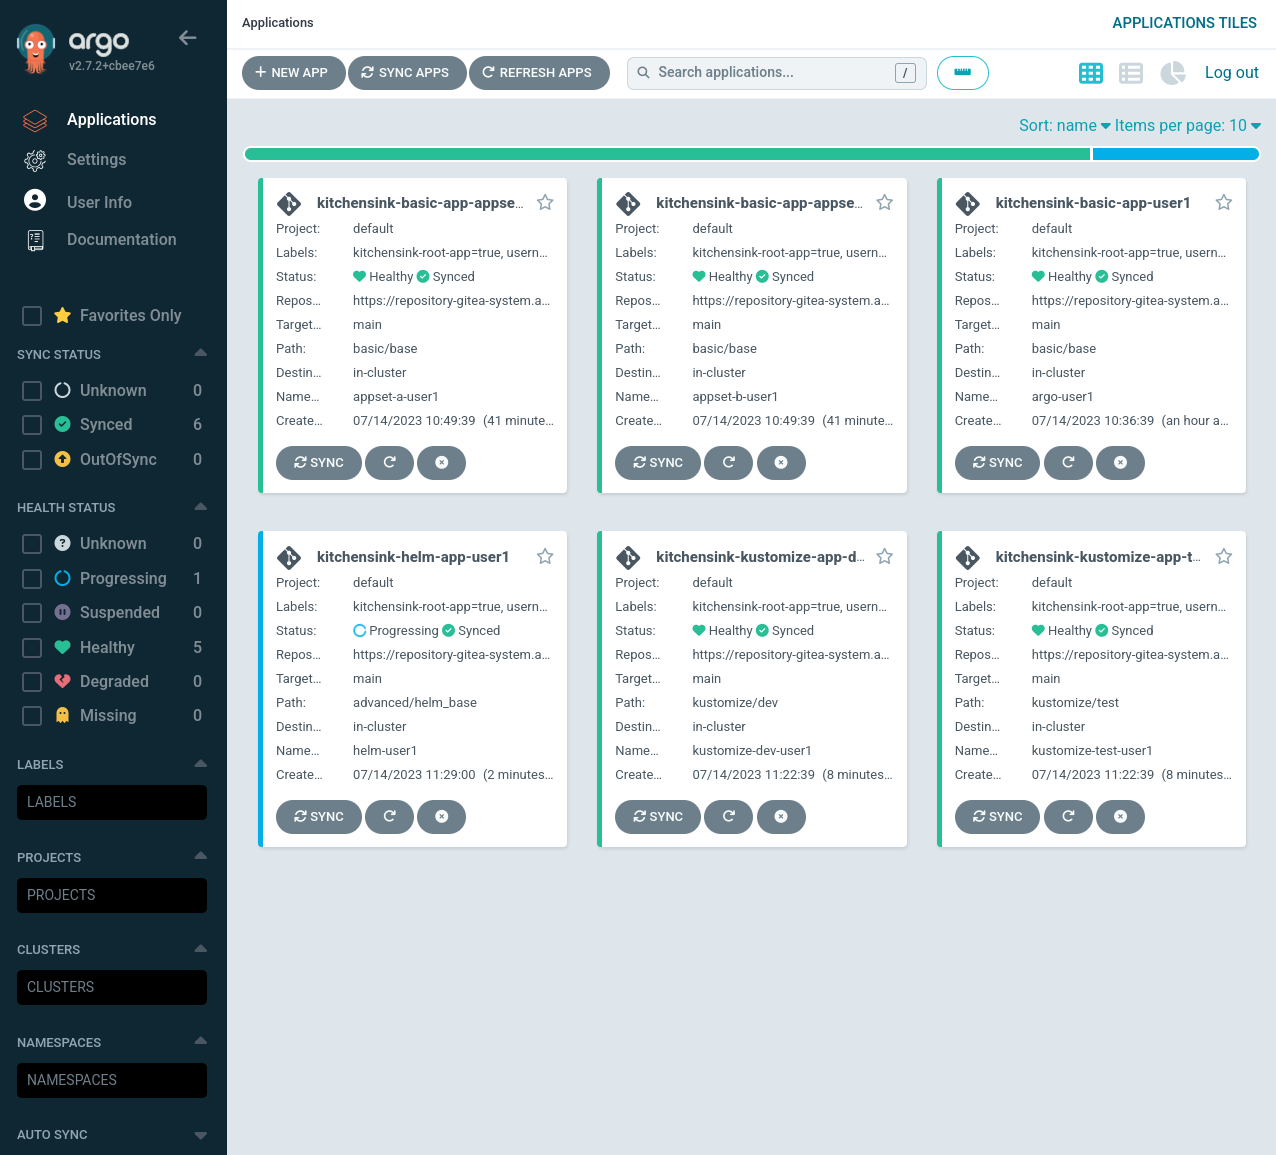 argo
v2.7.2+cbee7e6
Applications
Settings
User Info
Documentation
Favorites Only
SYNC STATUS
Unknown 0
Synced 6
OutOfSync 0
HEALTH STATUS
Unknown 0
Progressing 1
Suspended 0
Healthy 5
Degraded 0
Missing 0
LABELS
LABELS
PROJECTS
PROJECTS
CLUSTERS
CLUSTERS
NAMESPACES
NAMESPACES
AUTO SYNC
Applications
APPLICATIONS TILES
NEW APP
SYNC APPS
REFRESH APPS
Search applications...
/
Log out
Sort: name
Items per page: 10
kitchensink-basic-app-appse...
Project: default
Labels: kitchensink-root-app=true, usern...
Status: Healthy Synced
Repos... https://repository-gitea-system.a...
Target... main
Path: basic/base
Destin... in-cluster
Name... appset-a-user1
Create... 07/14/2023 10:49:39 (41 minute...
SYNC
kitchensink-basic-app-appse...
Project: default
Labels: kitchensink-root-app=true, usern...
Status: Healthy Synced
Repos... https://repository-gitea-system.a...
Target... main
Path: basic/base
Destin... in-cluster
Name... appset-b-user1
Create... 07/14/2023 10:49:39 (41 minute...
SYNC
kitchensink-basic-app-user1
Project: default
Labels: kitchensink-root-app=true, usern...
Status: Healthy Synced
Repos... https://repository-gitea-system.a...
Target... main
Path: basic/base
Destin... in-cluster
Name... argo-user1
Create... 07/14/2023 10:36:39 (an hour a...
SYNC
kitchensink-helm-app-user1
Project: default
Labels: kitchensink-root-app=true, usern...
Status: Progressing Synced
Repos... https://repository-gitea-system.a...
Target... main
Path: advanced/helm_base
Destin... in-cluster
Name... helm-user1
Create... 07/14/2023 11:29:00 (2 minutes...
SYNC
kitchensink-kustomize-app-d...
Project: default
Labels: kitchensink-root-app=true, usern...
Status: Healthy Synced
Repos... https://repository-gitea-system.a...
Target... main
Path: kustomize/dev
Destin... in-cluster
Name... kustomize-dev-user1
Create... 07/14/2023 11:22:39 (8 minutes...
SYNC
kitchensink-kustomize-app-t...
Project: default
Labels: kitchensink-root-app=true, usern...
Status: Healthy Synced
Repos... https://repository-gitea-system.a...
Target... main
Path: kustomize/test
Destin... in-cluster
Name... kustomize-test-user1
Create... 07/14/2023 11:22:39 (8 minutes...
SYNC